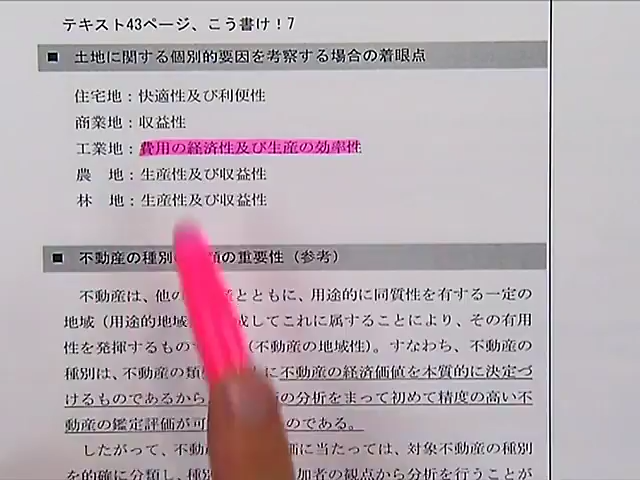 テキスト43ページ、こう書け！7
■ 土地に関する個別的要因を考察する場合の着眼点
住宅地：快適性及び利便性
商業地：収益性
工業地：費用の経済性及び生産の効率性
農　地：生産性及び収益性
林　地：生産性及び収益性
■ 不動産の種別 の重要性（参考）
不動産は、他の とともに、用途的に同質性を有する一定の
地域（用途的地域 成してこれに属することにより、その有用
性を発揮するもので （不動産の地域性）。すなわち、不動産の
種別は、不動産の類 に不動産の経済価値を本質的に決定づ
けるものであるから の分析をまって初めて精度の高い不
動産の鑑定評価が可 のである。
したがって、不動 価に当たっては、対象不動産の種別
を的確に分類し、種別 加者の観点から分析を行うことが